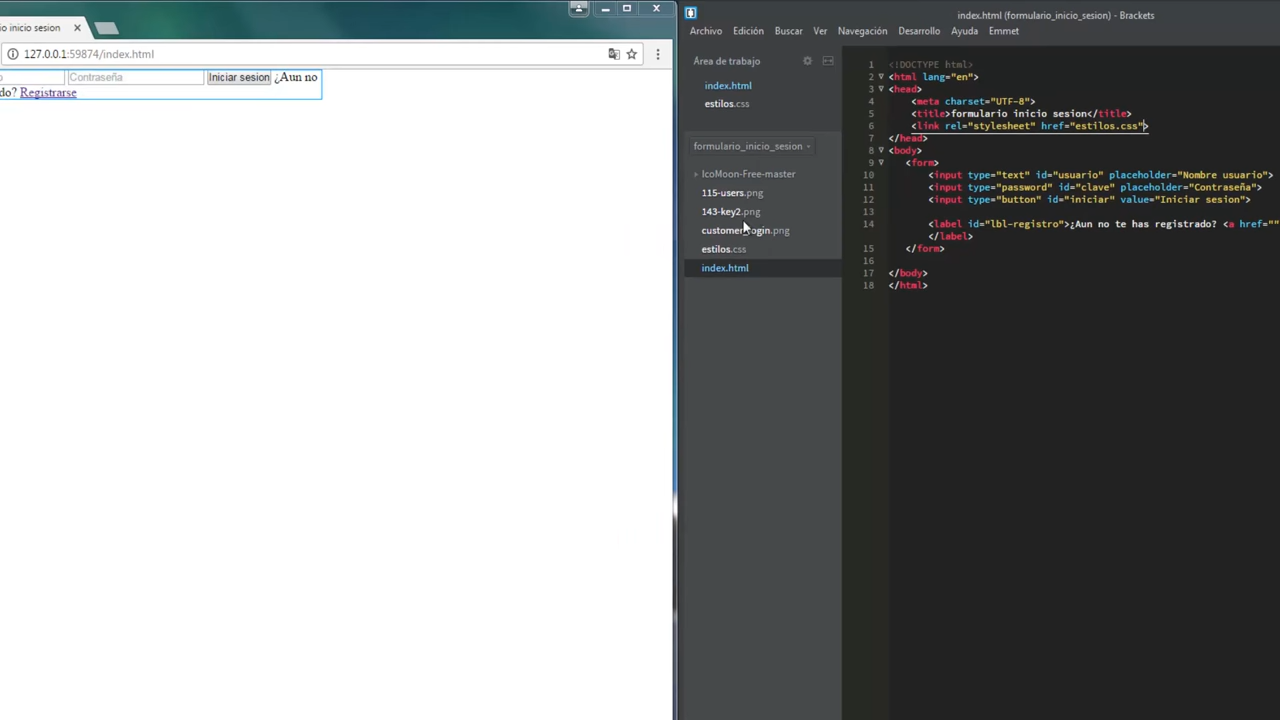 io inicio sesion
127.0.0.1:59874/index.html
o Contraseña Iniciar sesion ¿Aun no
do? Registrarse
index.html (formulario_inicio_sesion) - Brackets
Archivo Edición Buscar Ver Navegación Desarrollo Ayuda Emmet
Área de trabajo
index.html
estilos.css
formulario_inicio_sesion
IcoMoon-Free-master
115-users.png
143-key2.png
customer-login.png
estilos.css
index.html
1 <!DOCTYPE html>
2 <html lang="en">
3 <head>
4 <meta charset="UTF-8">
5 <title>formulario inicio sesion</title>
6 <link rel="stylesheet" href="estilos.css">
7 </head>
8 <body>
9 <form>
10 <input type="text" id="usuario" placeholder="Nombre usuario">
11 <input type="password" id="clave" placeholder="Contraseña">
12 <input type="button" id="iniciar" value="Iniciar sesion">
13
14 <label id="lbl-registro">¿Aun no te has registrado? <a href=""
</label>
15 </form>
16
17 </body>
18 </html>